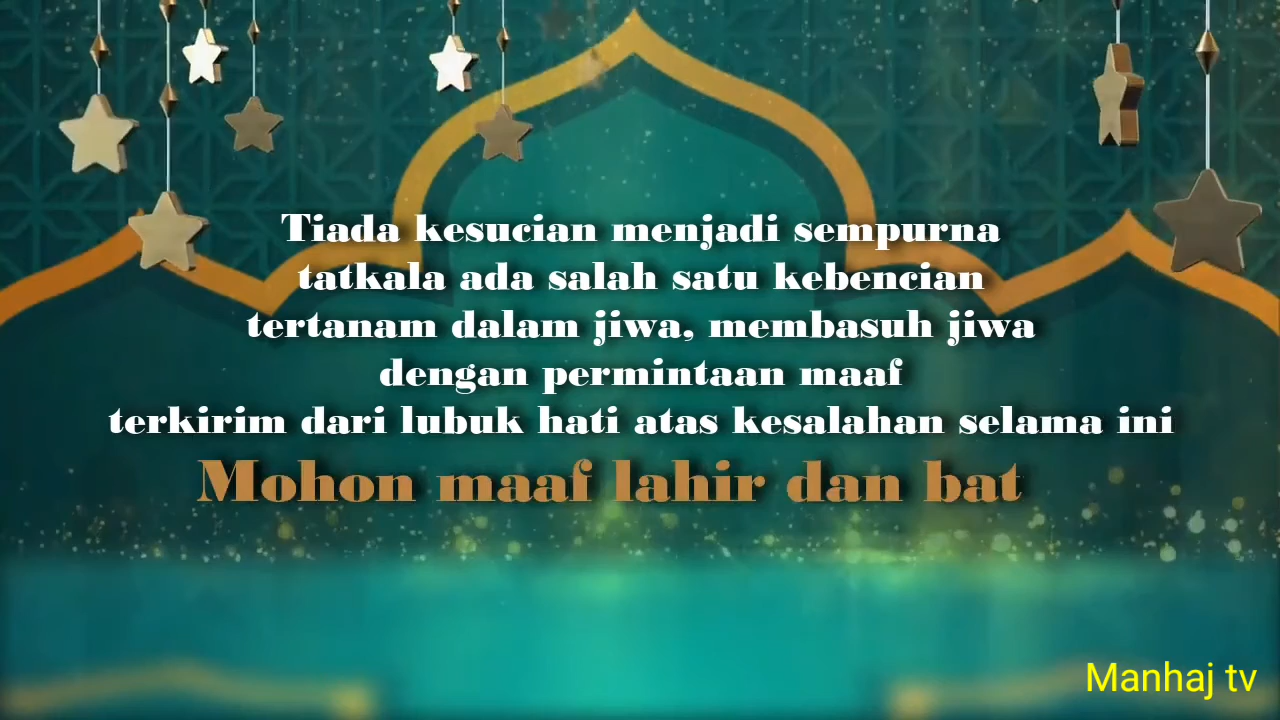 Tiada kesucian menjadi sempurna
tatkala ada salah satu kebencian
tertanam dalam jiwa, membasuh jiwa
dengan permintaan maaf
terkirim dari lubuk hati atas kesalahan selama ini
Mohon maaf lahir dan bat
Manhaj tv